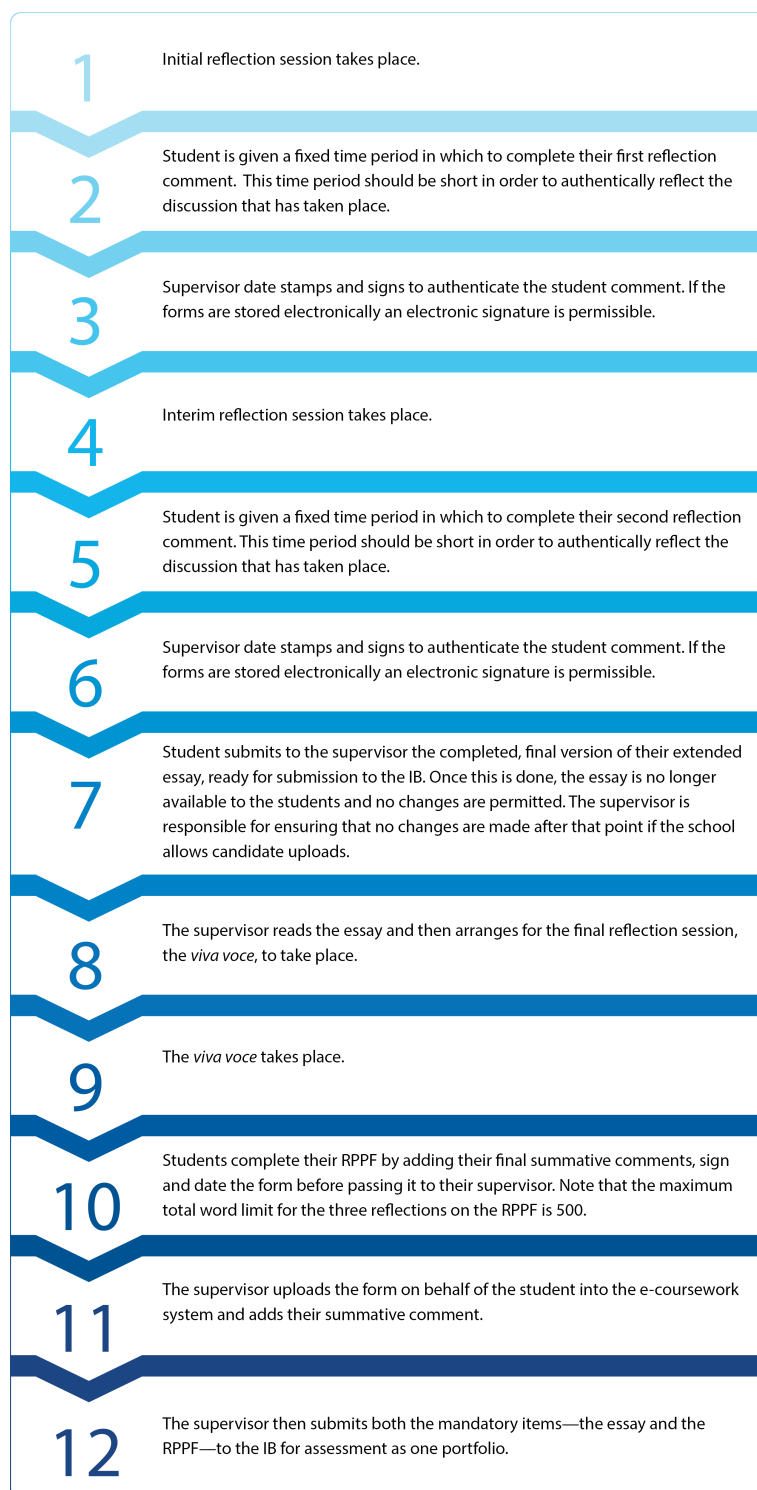 1
Initial reflection session takes place.
2
Student is given a fixed time period in which to complete their first reflection
comment.  This time period should be short in order to authentically reflect the
discussion that has taken place.
3
Supervisor date stamps and signs to authenticate the student comment. If the
forms are stored electronically an electronic signature is permissible.
4
Interim reflection session takes place.
5
Student is given a fixed time period in which to complete their second reflection
comment. This time period should be short in order to authentically reflect the
discussion that has taken place.
6
Supervisor date stamps and signs to authenticate the student comment. If the
forms are stored electronically an electronic signature is permissible.
7
Student submits to the supervisor the completed, final version of their extended
essay, ready for submission to the IB. Once this is done, the essay is no longer
available to the students and no changes are permitted. The supervisor is
responsible for ensuring that no changes are made after that point if the school
allows candidate uploads.
8
The supervisor reads the essay and then arranges for the final reflection session,
the viva voce, to take place.
9
The viva voce takes place.
10
Students complete their RPPF by adding their final summative comments, sign
and date the form before passing it to their supervisor. Note that the maximum
total word limit for the three reflections on the RPPF is 500.
11
The supervisor uploads the form on behalf of the student into the e-coursework
system and adds their summative comment.
12
The supervisor then submits both the mandatory items—the essay and the
RPPF—to the IB for assessment as one portfolio.